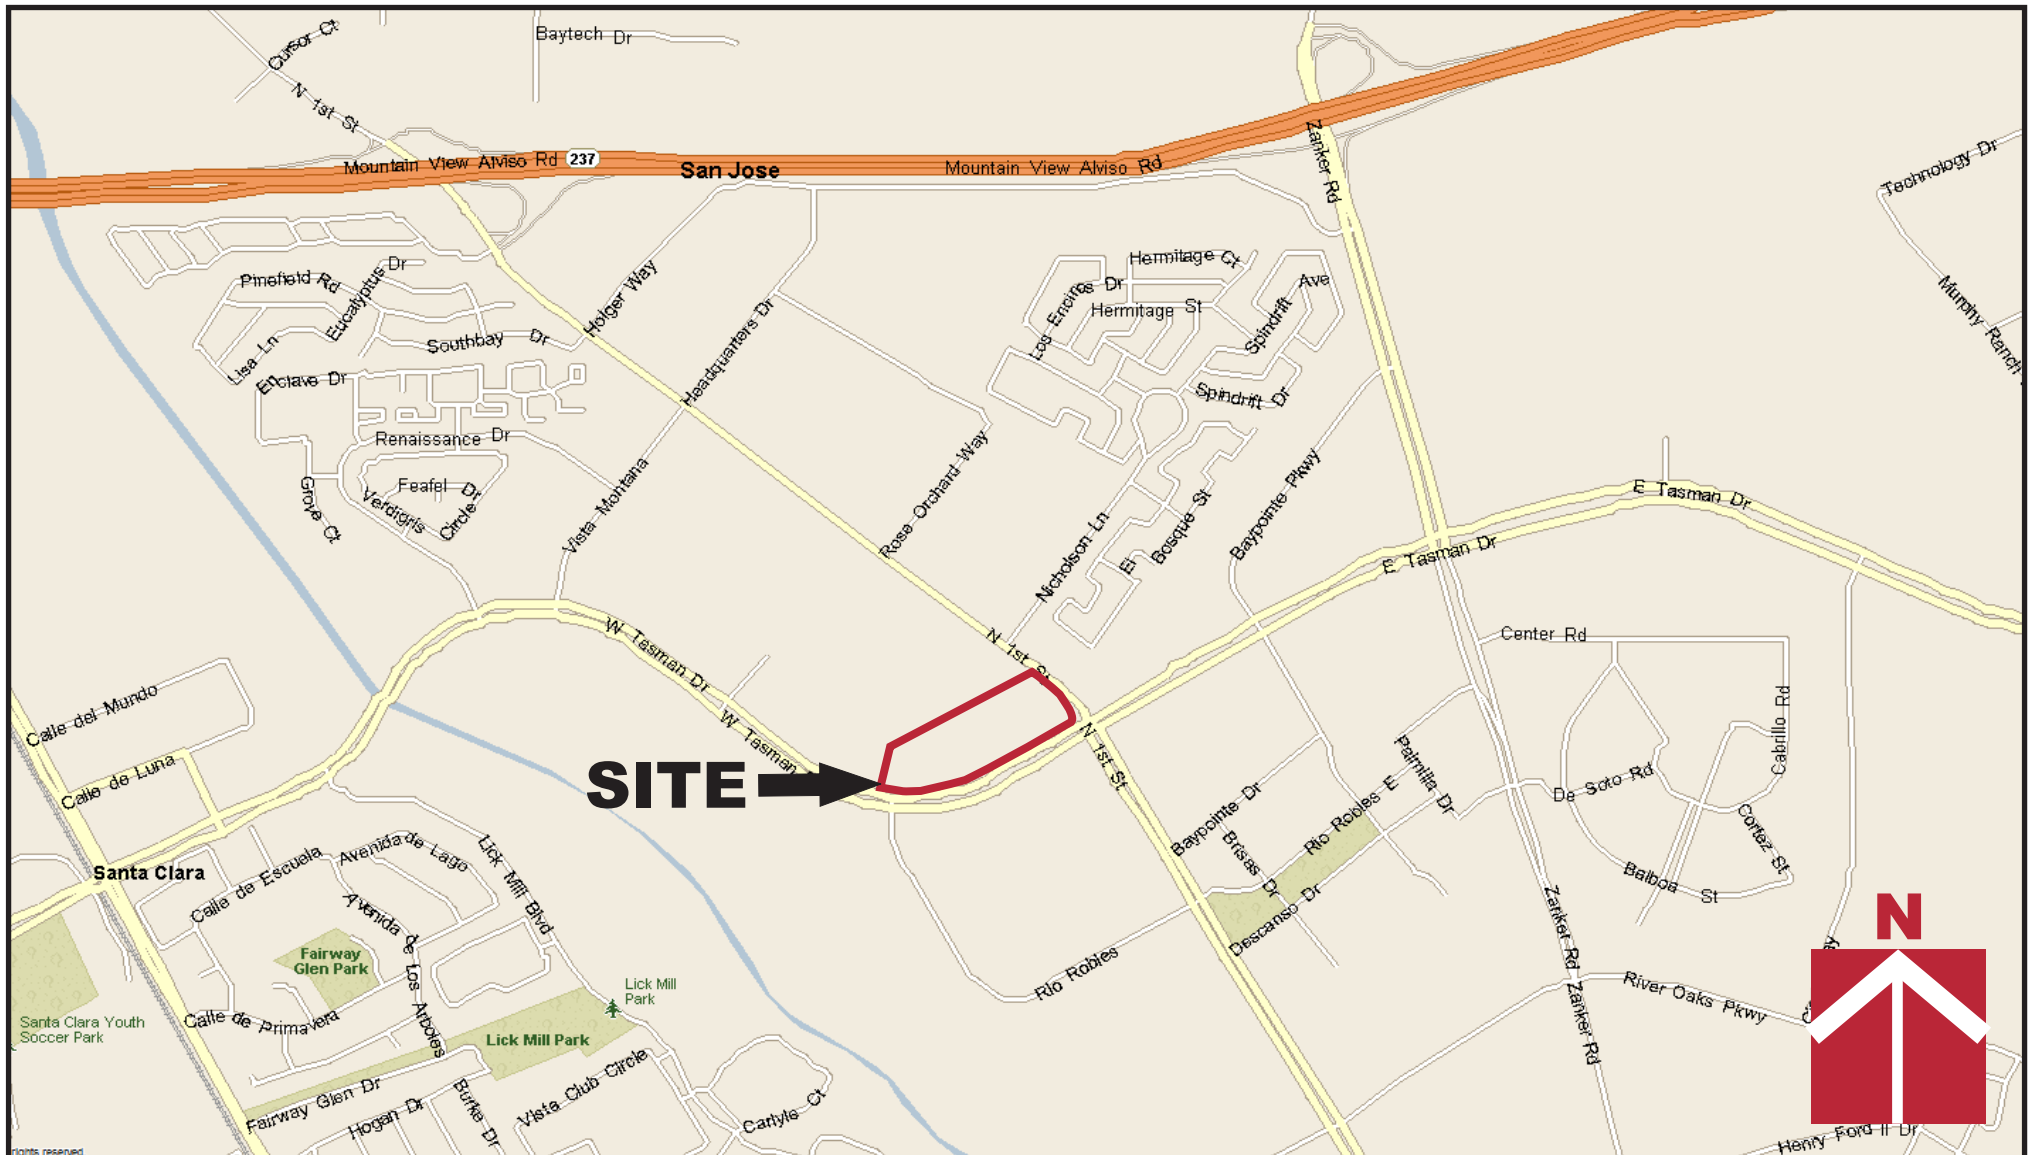 Cursor Ct
Baytech Dr
N 1st St
Mountain View Alviso Rd
237
San Jose
Mountain View Alviso Rd
Zanker Rd
Technology Dr
Murphy Ranch
Pinefield Rd
Eucalyptus Dr
Holger Way
Headquarters Dr
Hermitage Ct
Los Encinos Dr
Hermitage St
Spindrift Ave
Southbay Dr
Lisa Ln
Enclave Dr
Spindrift Dr
Renaissance Dr
Feafel Dr
Verdigris Circle
Grove Ct
Vista Montana
Rose Orchard Way
Nicholson Ln
El Bosque St
Baypointe Pkwy
E Tasman Dr
E Tasman Dr
W Tasman Dr
N 1st St
Center Rd
Calle del Mundo
W Tasman
N 1st St
Cabrillo Rd
Calle de Luna
SITE
Palmilla Dr
De Soto Rd
Baypointe Dr
Rio Robles E
Brisas Dr
Cortez St
Santa Clara
Calle de Escuela
Avenida de Lago
Lick Mill Blvd
Balboa St
Avenida de Los Arboles
Descanso Dr
Zanker Rd
N
Fairway
Glen Park
Rio Robles
Lick Mill
Park
River Oaks Pkwy
Zanker Rd
Santa Clara Youth
Soccer Park
Calle de Primavera
Lick Mill Park
Fairway Glen Dr
Hogan Dr
Burke Dr
Vista Club Circle
Carlyle Ct
Henry Ford II Dr
rights reserved